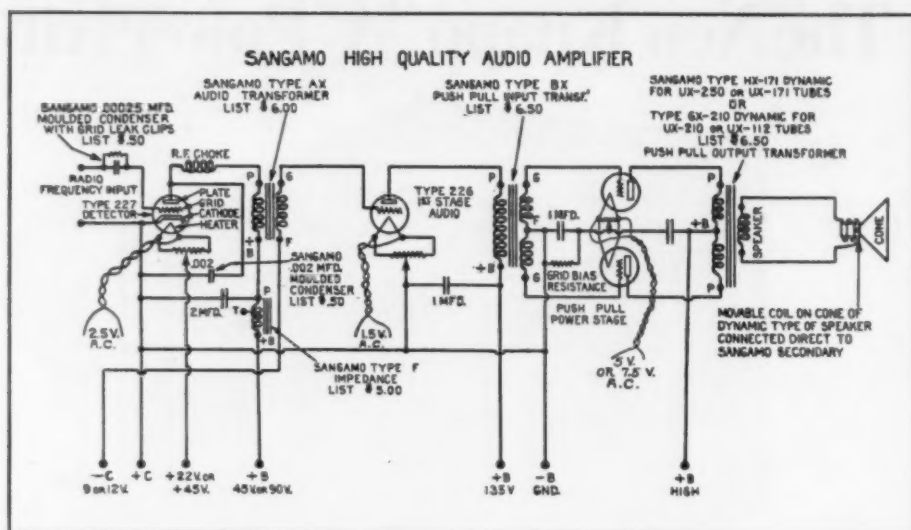 SANGAMO HIGH QUALITY AUDIO AMPLIFIER
SANGAMO .00025 MFD.
MOULDED CONDENSER
WITH GRID LEAK CLIPS
LIST $.50
SANGAMO TYPE AX
AUDIO TRANSFORMER
LIST $6.00
SANGAMO TYPE BX
PUSH PULL INPUT TRANSF.
LIST $6.50
SANGAMO TYPE HX-171 DYNAMIC
FOR UX-250 OR UX-171 TUBES
OR
TYPE GX-210 DYNAMIC FOR
UX-210 OR UX-112 TUBES
LIST $6.50
PUSH PULL OUTPUT TRANSFORMER
R.F. CHOKE
RADIO
FREQUENCY INPUT
TYPE 227
DETECTOR
PLATE
GRID
CATHODE
HEATER
P
G
+B
F
.002
SANGAMO
.002 MFD.
MOULDED
CONDENSER
LIST $.50
2 MFD.
P
T
+B
2.5 V.
A.C.
SANGAMO TYPE F
IMPEDANCE
LIST $5.00
TYPE 226
1ST STAGE
AUDIO
1.5 V.
A.C.
1 MFD.
P
G
F
+B
G
1 MFD.
GRID BIAS
RESISTANCE
PUSH PULL
POWER STAGE
5 V.
OR 7.5 V.
A.C.
P
+B
P
SPEAKER
CONE
MOVABLE COIL ON CONE OF
DYNAMIC TYPE OF SPEAKER
CONNECTED DIRECT TO
SANGAMO SECONDARY
-C
9 OR 12V.
+C
+22V. OR
+45V.
+B
45V. OR 90V.
+B
135V
-B
GND.
+B
HIGH